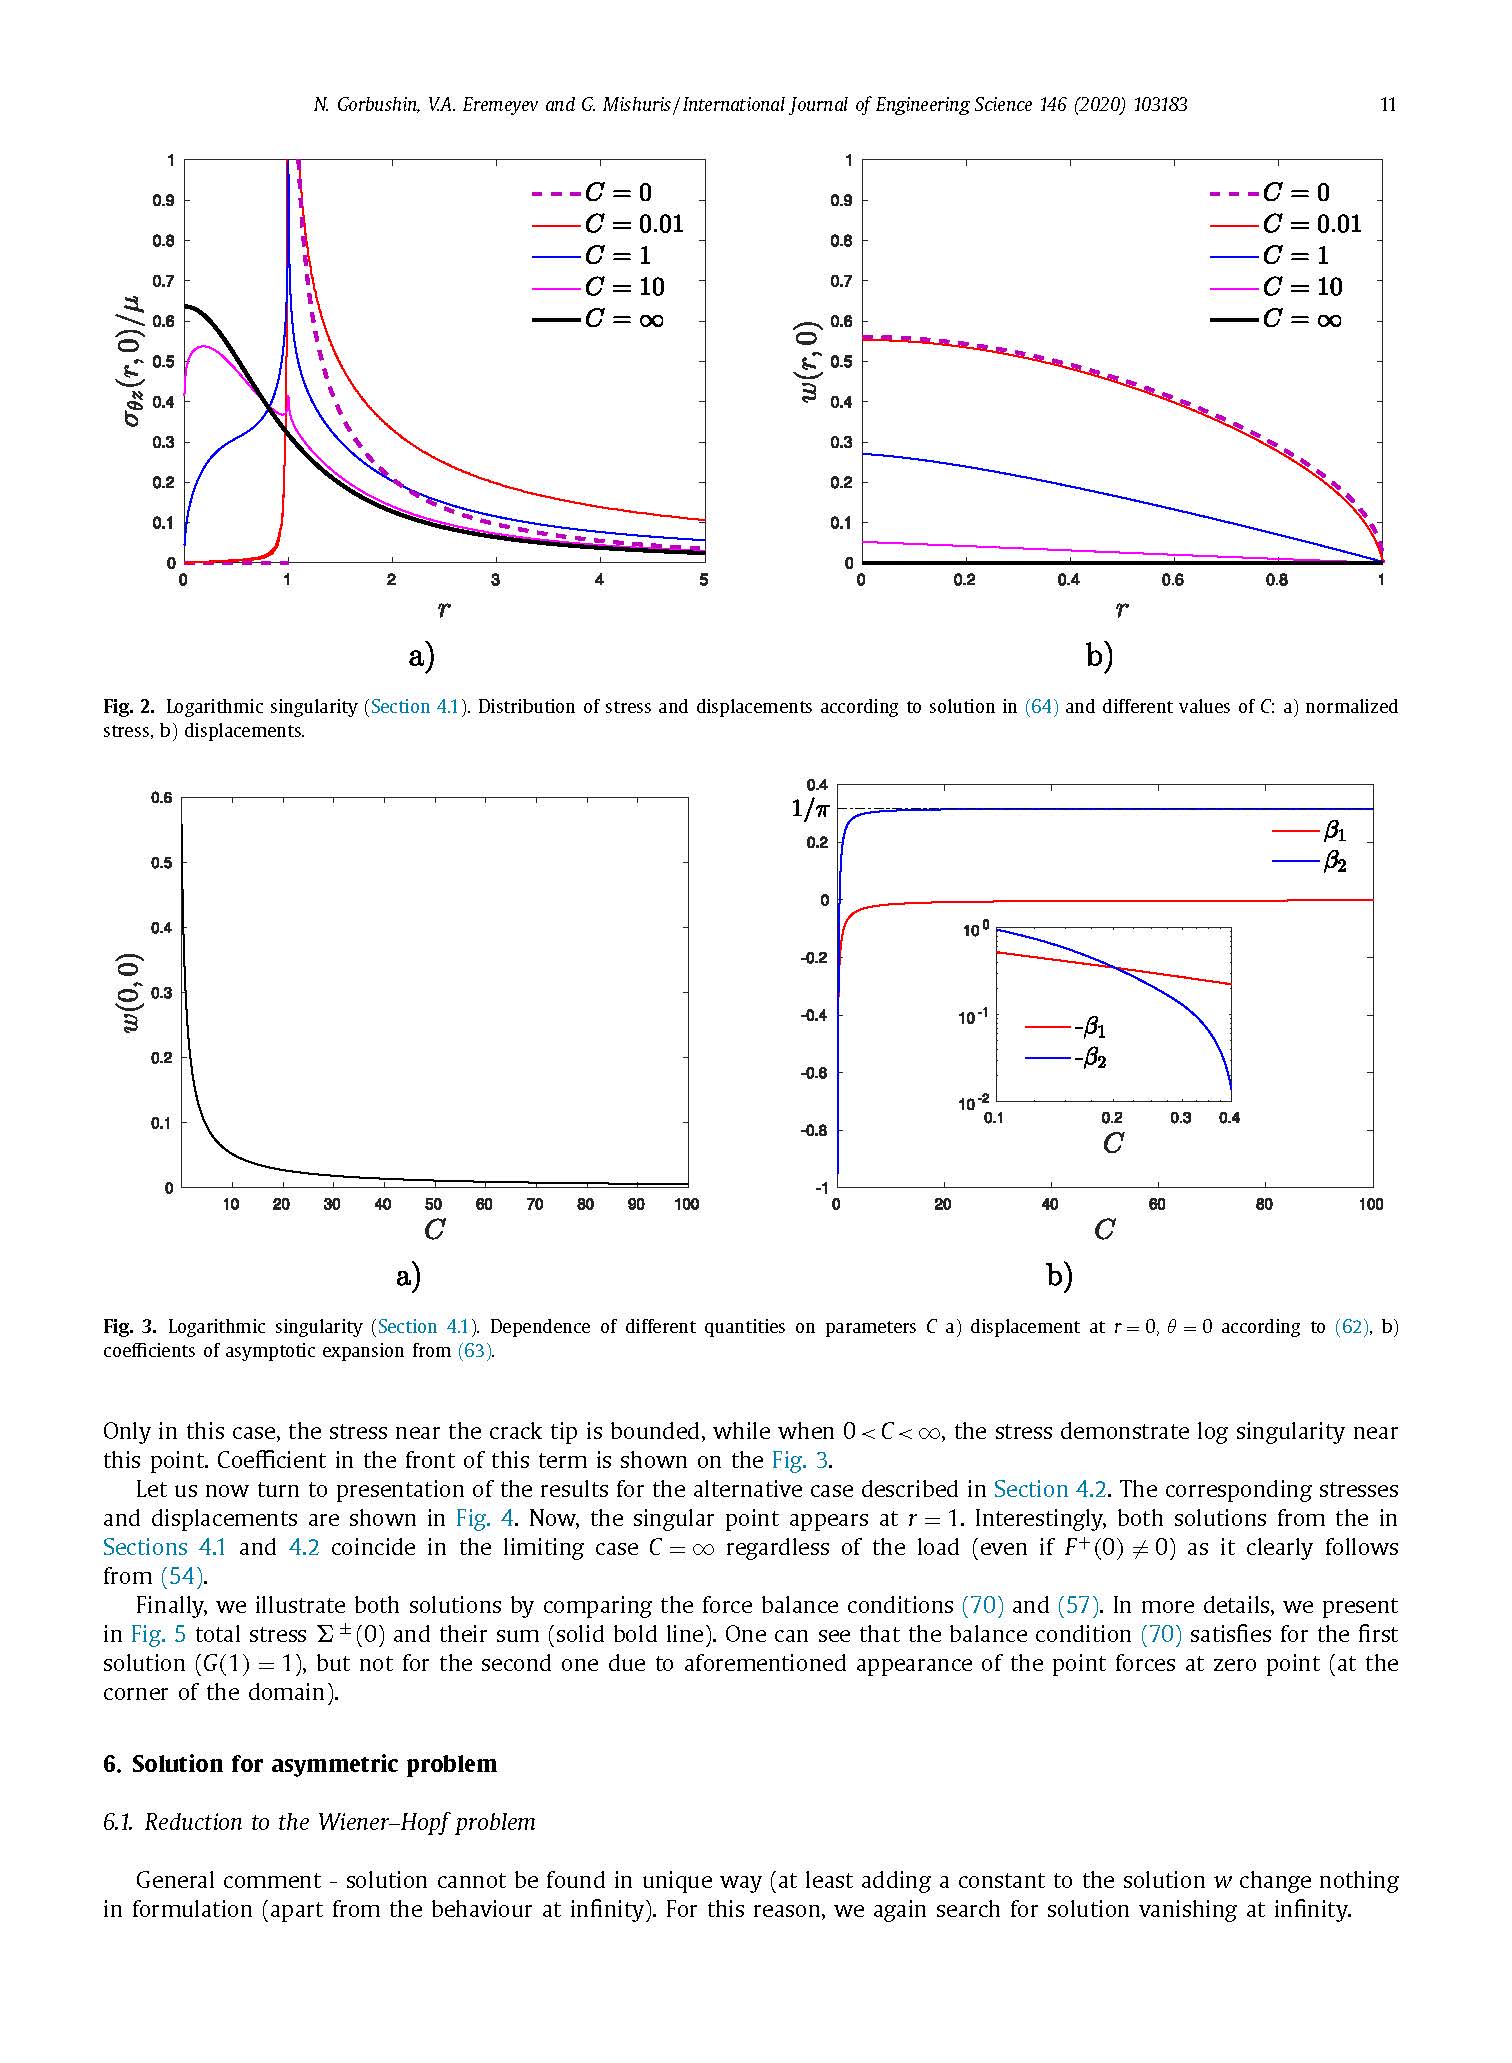 N. Gorbushin, V.A. Eremeyev and G. Mishuris / International Journal of Engineering Science 146 (2020) 103183 11
1
0.9
0.8
0.7
0.6
0.5
0.4
0.3
0.2
0.1
0
0 1 2 3 4 5
σθz(r, 0)/μ
r
C = 0
C = 0.01
C = 1
C = 10
C = ∞
a)
1
0.9
0.8
0.7
0.6
0.5
0.4
0.3
0.2
0.1
0
0 0.2 0.4 0.6 0.8 1
w(r, 0)
r
C = 0
C = 0.01
C = 1
C = 10
C = ∞
b)
Fig. 2. Logarithmic singularity (Section 4.1). Distribution of stress and displacements according to solution in (64) and different values of C: a) normalized
stress, b) displacements.
0.6
0.5
0.4
0.3
0.2
0.1
0
10 20 30 40 50 60 70 80 90 100
w(0, 0)
C
a)
0.4
1/π
0.2
0
-0.2
-0.4
-0.6
-0.8
-1
0 20 40 60 80 100
C
β1
β2
10^0
10^-1
10^-2
0.1 0.2 0.3 0.4
C
-β1
-β2
b)
Fig. 3. Logarithmic singularity (Section 4.1). Dependence of different quantities on parameters C a) displacement at r = 0, θ = 0 according to (62), b)
coefficients of asymptotic expansion from (63).
Only in this case, the stress near the crack tip is bounded, while when 0 < C < ∞, the stress demonstrate log singularity near
this point. Coefficient in the front of this term is shown on the Fig. 3.
Let us now turn to presentation of the results for the alternative case described in Section 4.2. The corresponding stresses
and displacements are shown in Fig. 4. Now, the singular point appears at r = 1. Interestingly, both solutions from the in
Sections 4.1 and 4.2 coincide in the limiting case C = ∞ regardless of the load (even if F⁺(0) ≠ 0) as it clearly follows
from (54).
Finally, we illustrate both solutions by comparing the force balance conditions (70) and (57). In more details, we present
in Fig. 5 total stress Σ±(0) and their sum (solid bold line). One can see that the balance condition (70) satisfies for the first
solution (G(1) = 1), but not for the second one due to aforementioned appearance of the point forces at zero point (at the
corner of the domain).
6. Solution for asymmetric problem
6.1. Reduction to the Wiener–Hopf problem
General comment - solution cannot be found in unique way (at least adding a constant to the solution w change nothing
in formulation (apart from the behaviour at infinity). For this reason, we again search for solution vanishing at infinity.